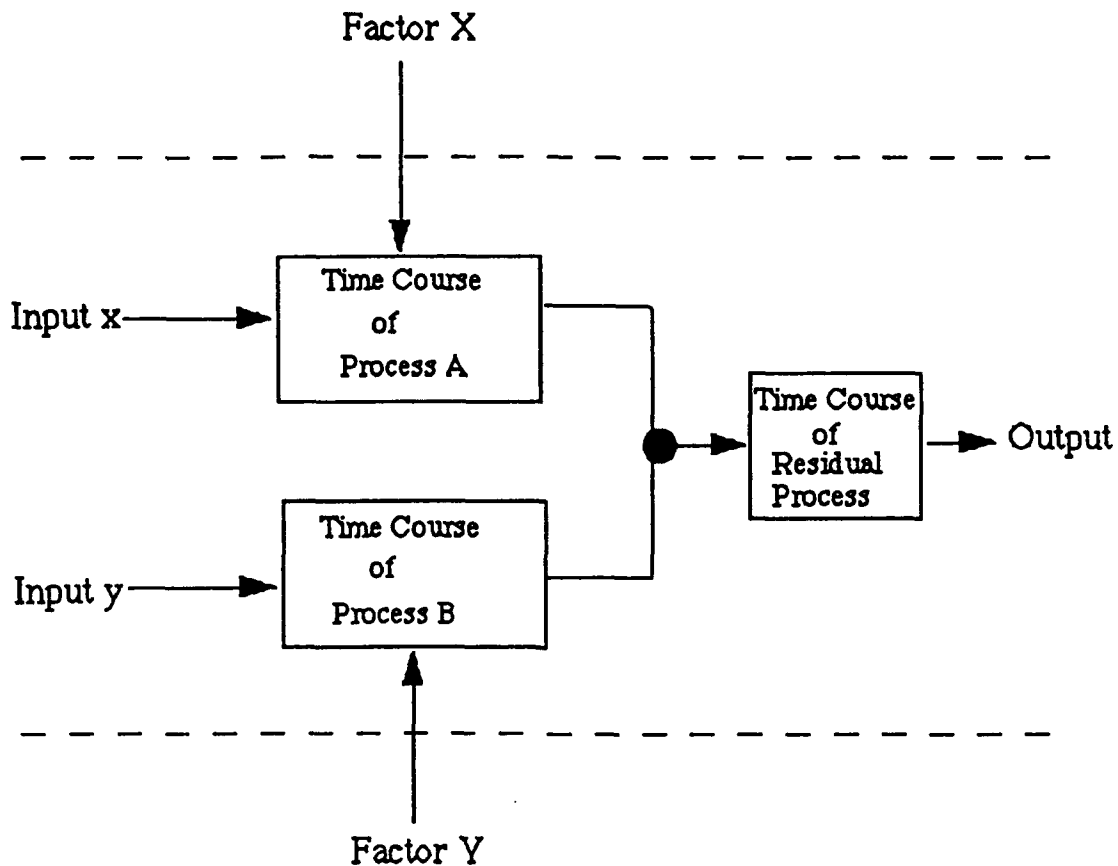 Factor X
Input x
Time Course
of
Process A
Time Course
of
Residual
Process
Output
Input y
Time Course
of
Process B
Factor Y